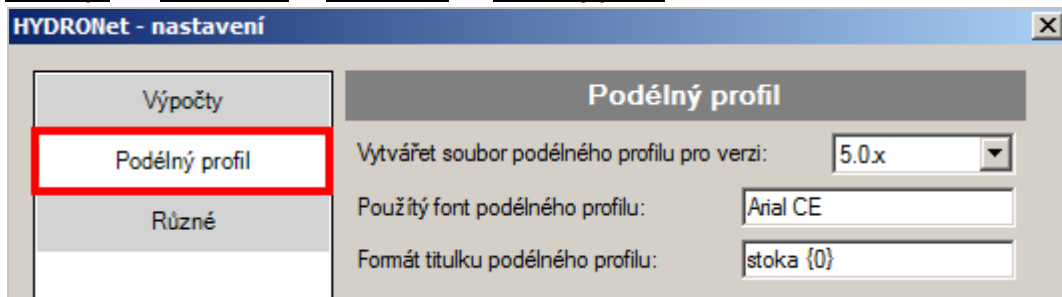 HYDRONet - nastavení
Výpočty
Podélný profil
Různé
Podélný profil
Vytvářet soubor podélného profilu pro verzi: 5.0.x
Použítý font podélného profilu: Arial CE
Formát titulku podélného profilu: stoka {0}